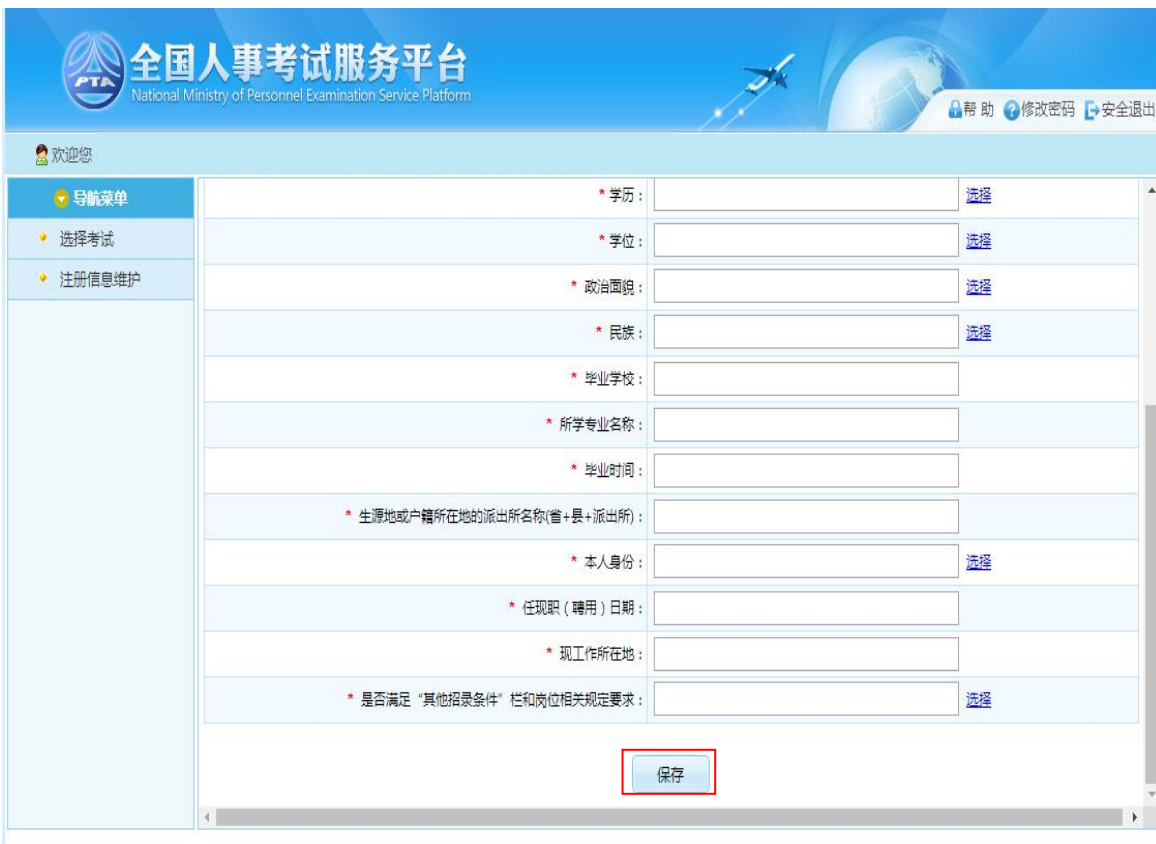 全国人事考试服务平台
PTA
National Ministry of Personnel Examination Service Platform
帮 助 修改密码 安全退出
欢迎您
导航菜单
选择考试
注册信息维护
* 学历： 选择
* 学位： 选择
* 政治面貌： 选择
* 民族： 选择
* 毕业学校：
* 所学专业名称：
* 毕业时间：
* 生源地或户籍所在地的派出所名称(省+县+派出所)：
* 本人身份： 选择
* 任现职（聘用）日期：
* 现工作所在地：
* 是否满足“其他招录条件”栏和岗位相关规定要求： 选择
保存